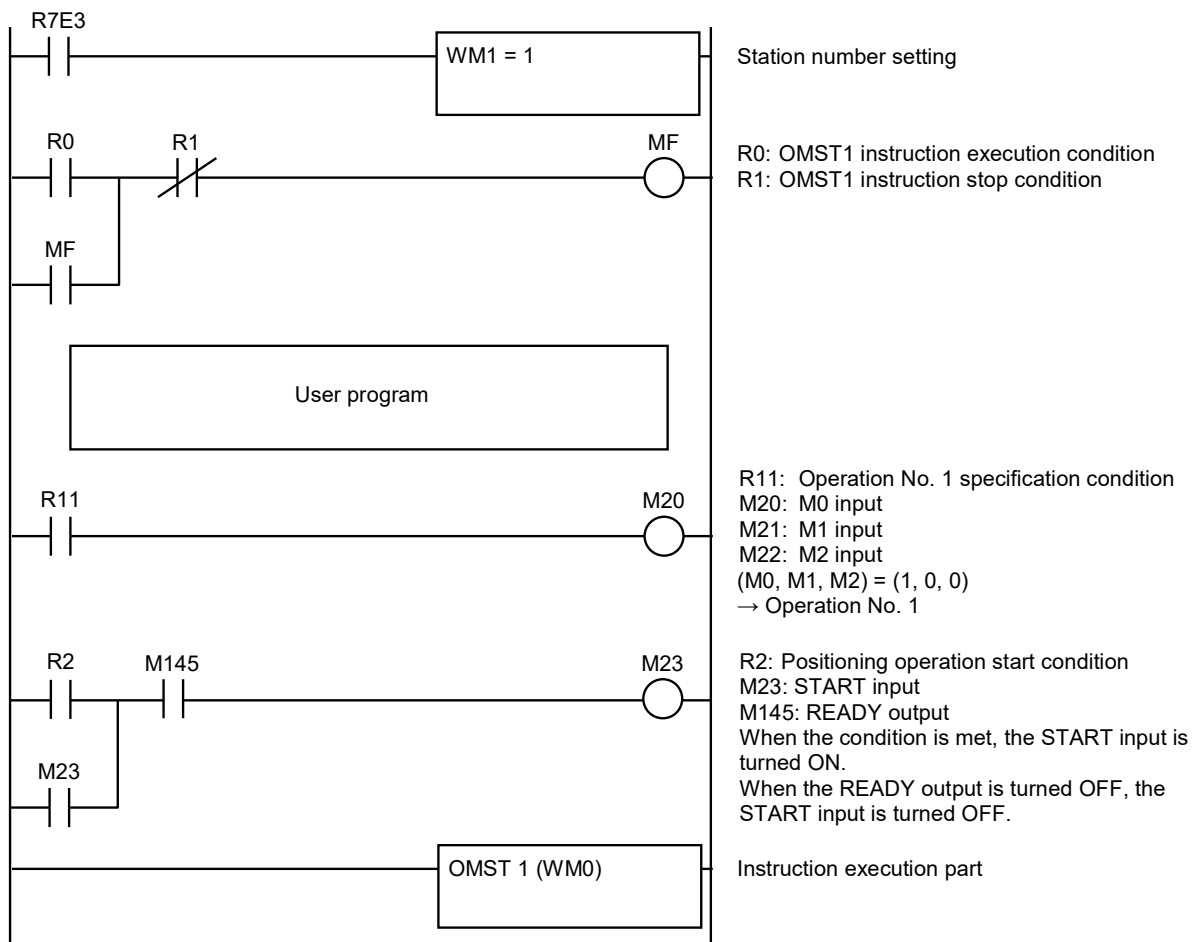 R7E3
WM1 = 1
Station number setting
R0
R1
MF
R0: OMST1 instruction execution condition
R1: OMST1 instruction stop condition
MF
User program
R11
M20
R11: Operation No. 1 specification condition
M20: M0 input
M21: M1 input
M22: M2 input
(M0, M1, M2) = (1, 0, 0)
→ Operation No. 1
R2
M145
M23
R2: Positioning operation start condition
M23: START input
M145: READY output
When the condition is met, the START input is
turned ON.
When the READY output is turned OFF, the
START input is turned OFF.
M23
OMST 1 (WM0)
Instruction execution part